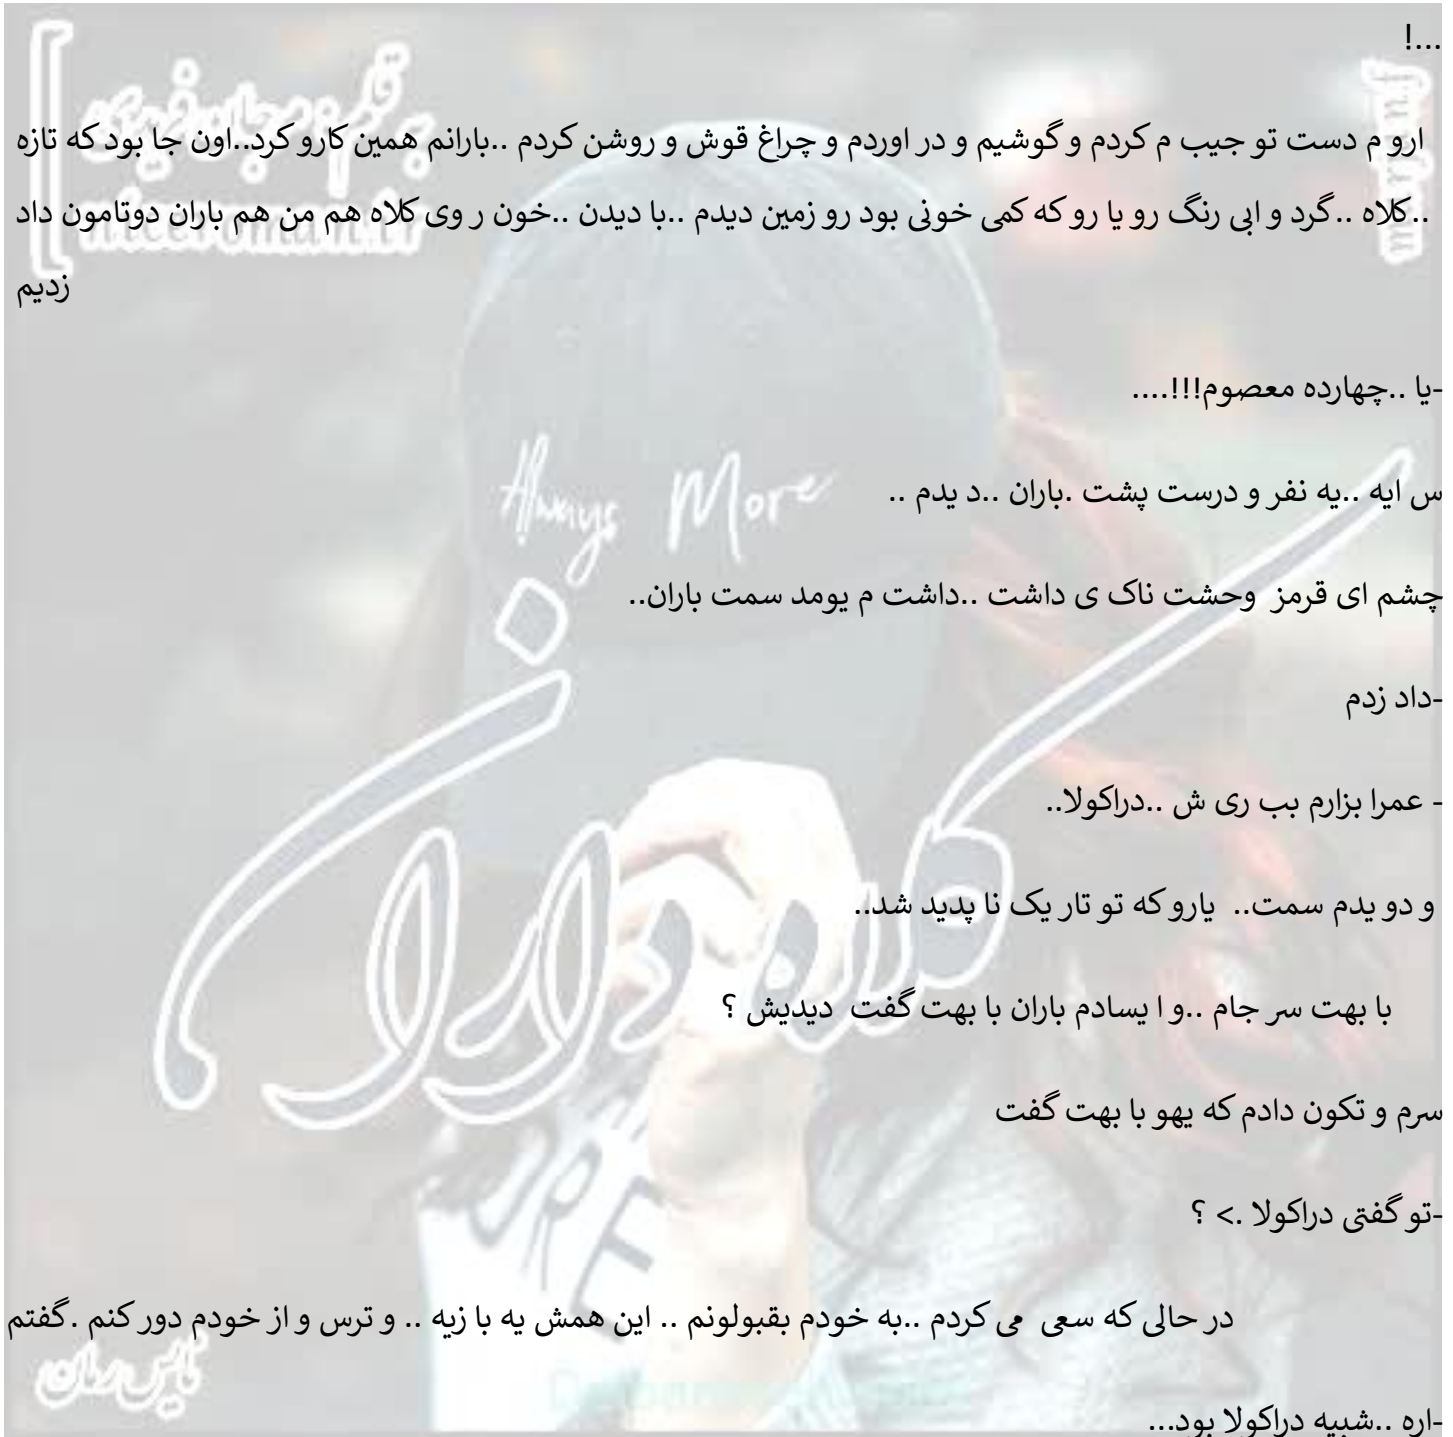 ...!
ارو م دست تو جیب م کردم و گوشیم و در اوردم و چراغ قوش و روشن کردم ..بارانم همین کارو کرد..اون جا بود که تازه
..کلاه ..گرد و ابی رنگ رو یا رو که کمی خونی بود رو زمین دیدم ..با دیدن ..خون ر وی کلاه هم من هم باران دوتامون داد
زدیم
-یا ..چهارده معصوم!!!....
س ایه ..یه نفر و درست پشت .باران ..د یدم ..
چشم ای قرمز وحشت ناک ی داشت ..داشت م یومد سمت باران..
-داد زدم
- عمرا بزارم بب ری ش ..دراکولا..
و دو یدم سمت.. یارو که تو تار یک نا پدید شد..
با بهت سر جام ..و ا یسادم باران با بهت گفت دیدیش ؟
سرم و تکون دادم که یهو با بهت گفت
-تو گفتی دراکولا .> ؟
در حالی که سعی می کردم ..به خودم بقبولونم .. این همش یه با زیه .. و ترس و از خودم دور کنم .گفتم
-اره ..شبیه دراکولا بود...
Always More
کلاه داران
نایس رمان